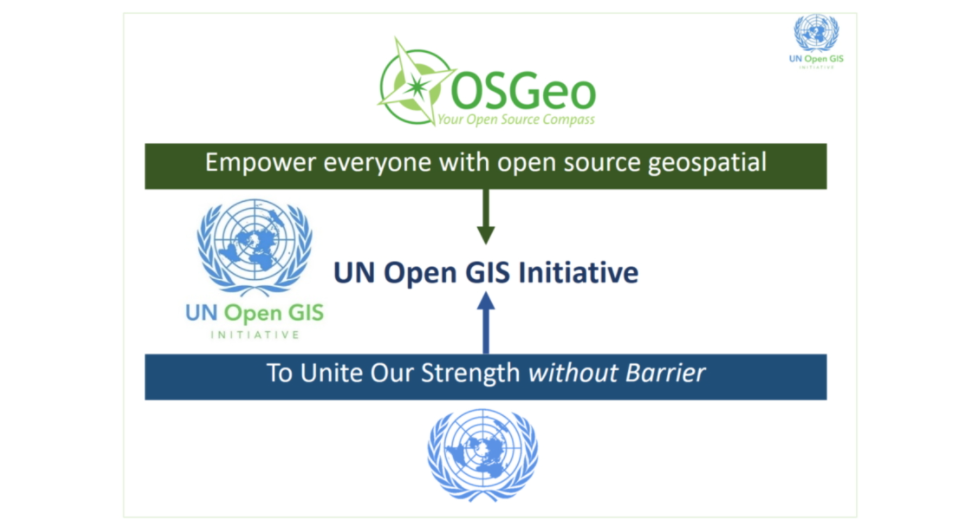 UN Open GIS
INITIATIVE
OSGeo
Your Open Source Compass
Empower everyone with open source geospatial
UN Open GIS Initiative
UN Open GIS
INITIATIVE
To Unite Our Strength without Barrier